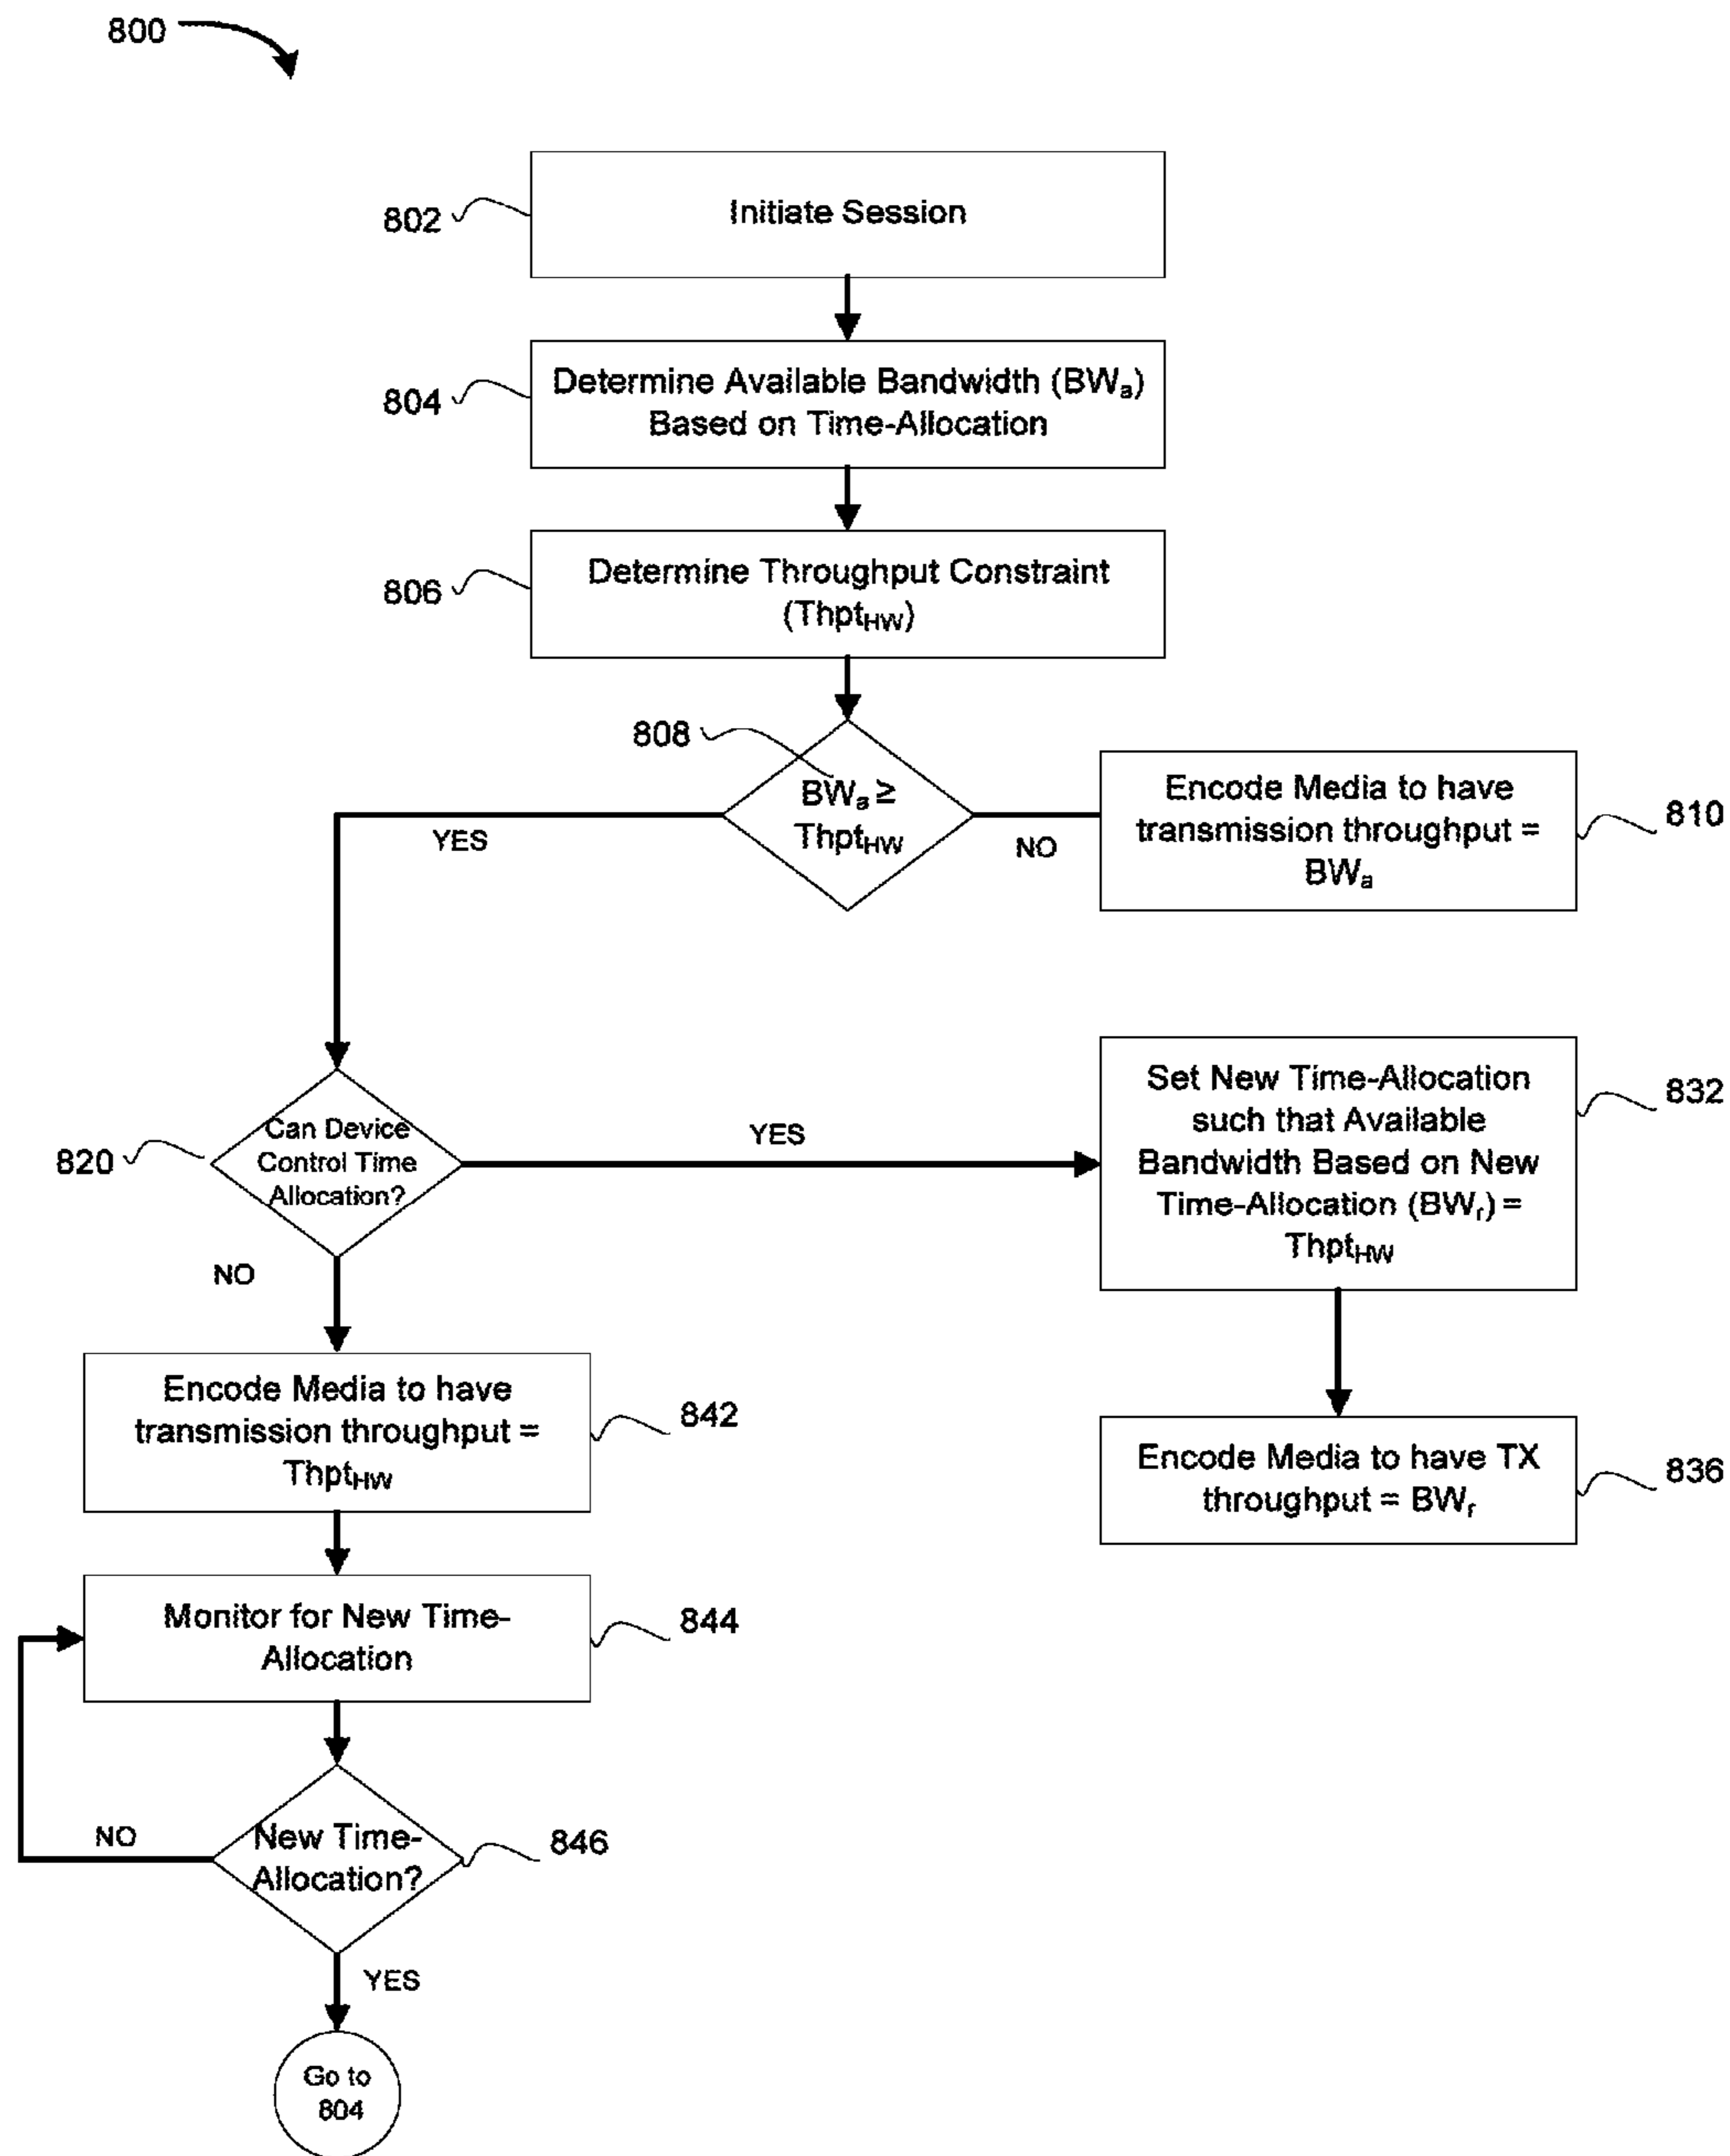 800
802
Initiate Session
804
Determine Available Bandwidth (BWa)
Based on Time-Allocation
806
Determine Throughput Constraint
(ThptHW)
808
BWa ≥
ThptHW
YES
NO
Encode Media to have
transmission throughput =
BWa
810
820
Can Device
Control Time
Allocation?
YES
NO
Set New Time-Allocation
such that Available
Bandwidth Based on New
Time-Allocation (BWr) =
ThptHW
832
Encode Media to have TX
throughput = BWr
836
Encode Media to have
transmission throughput =
ThptHW
842
Monitor for New Time-
Allocation
844
New Time-
Allocation?
846
NO
YES
Go to
804